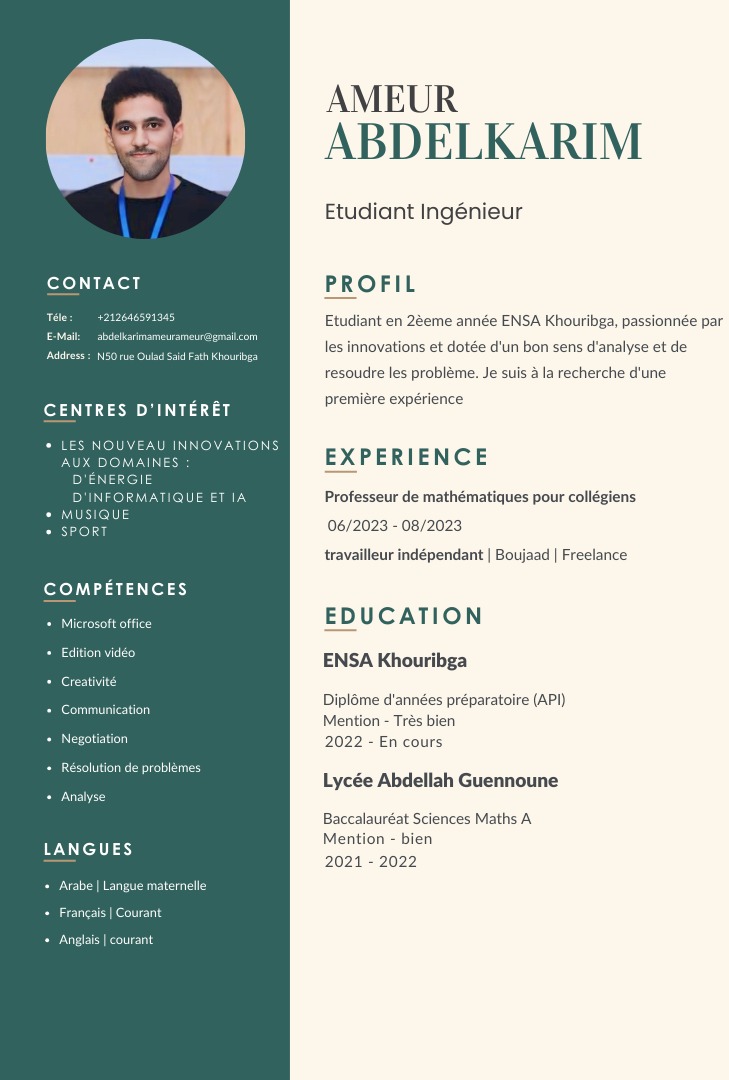 AMEUR
ABDELKARIM
Etudiant Ingénieur
CONTACT
Téle : +212646591345
E-Mail: abdelkarimameurameur@gmail.com
Address : N50 rue Oulad Said Fath Khouribga
CENTRES D'INTÉRÊT
• LES NOUVEAU INNOVATIONS
AUX DOMAINES :
D'ÉNERGIE
D'INFORMATIQUE ET IA
• MUSIQUE
• SPORT
COMPÉTENCES
• Microsoft office
• Edition vidéo
• Creativité
• Communication
• Negotiation
• Résolution de problèmes
• Analyse
LANGUES
• Arabe | Langue maternelle
• Français | Courant
• Anglais | courant
PROFIL
Etudiant en 2èeme année ENSA Khouribga, passionnée par
les innovations et dotée d'un bon sens d'analyse et de
resoudre les problème. Je suis à la recherche d'une
première expérience
EXPERIENCE
Professeur de mathématiques pour collégiens
06/2023 - 08/2023
travailleur indépendant | Boujaad | Freelance
EDUCATION
ENSA Khouribga
Diplôme d'années préparatoire (API)
Mention - Très bien
2022 - En cours
Lycée Abdellah Guennoune
Baccalauréat Sciences Maths A
Mention - bien
2021 - 2022